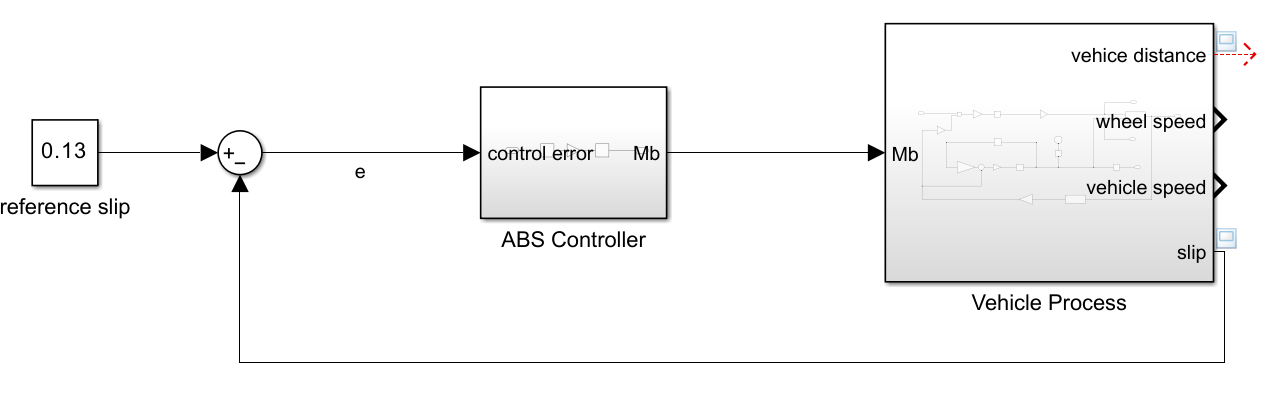 vehice distance
0.13
+
−
e
control error
Mb
Mb
wheel speed
vehicle speed
slip
reference slip
ABS Controller
Vehicle Process